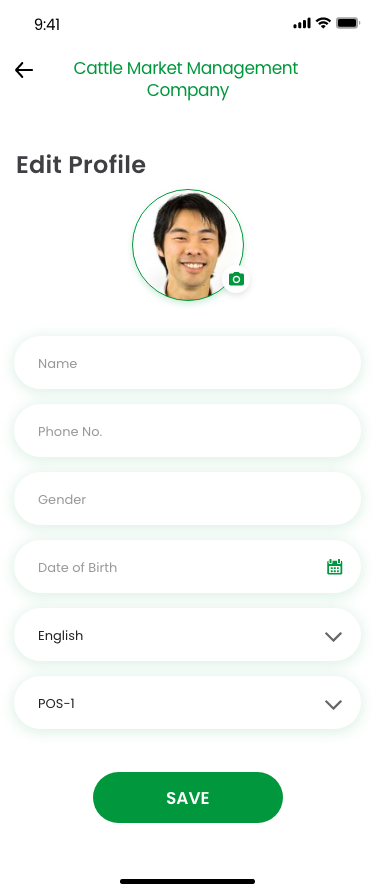 9:41
Cattle Market Management
Company
Edit Profile
Name
Phone No.
Gender
Date of Birth
English
POS-1
SAVE